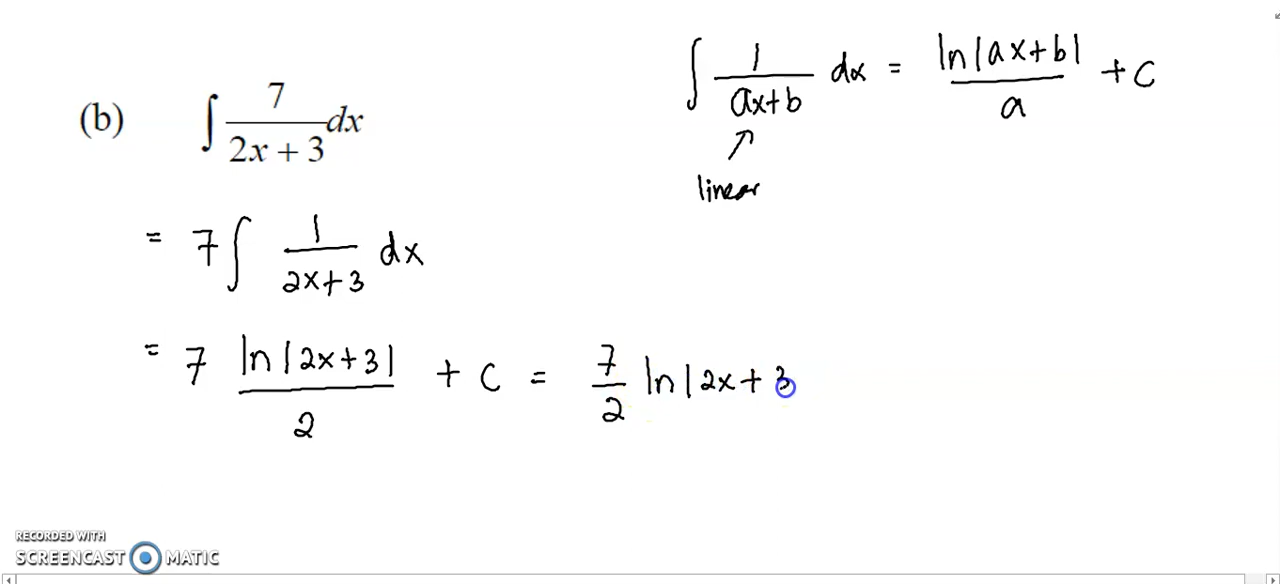 ∫ 1/(ax+b) dx = ln|ax+b|/a + C
(b) ∫ 7/(2x + 3) dx
↗
linear
= 7 ∫ 1/(2x+3) dx
= 7 ln|2x+3|/2 + C = 7/2 ln|2x+3
RECORDED WITH
SCREENCAST MATIC